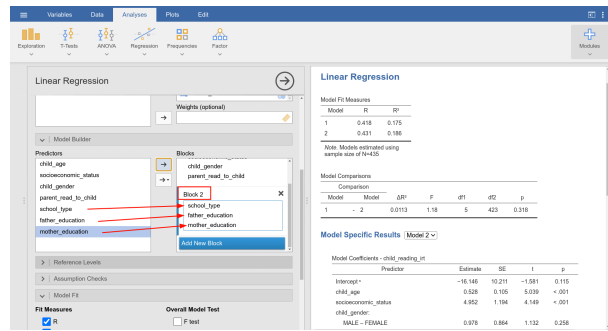 Variables Data Analyses Plots Edit
Exploration T-Tests ANOVA Regression Frequencies Factor Modules
Linear Regression
Weights (optional)
Model Builder
Predictors
child_age
socioeconomic_status
child_gender
parent_read_to_child
school_type
father_education
mother_education
Blocks
child_gender
parent_read_to_child
Block 2
school_type
father_education
mother_education
Add New Block
Reference Levels
Assumption Checks
Model Fit
Fit Measures Overall Model Test
R F test
Linear Regression
Model Fit Measures
Model R R²
1 0.418 0.175
2 0.431 0.186
Note. Models estimated using
sample size of N=435
Model Comparisons
Comparison
Model Model ΔR² F df1 df2 p
1 - 2 0.0113 1.18 5 423 0.318
Model Specific Results Model 2
Model Coefficients - child_reading_irt
Predictor Estimate SE t p
Intercept ᵃ −16.146 10.211 −1.581 0.115
child_age 0.528 0.105 5.039 < .001
socioeconomic_status 4.952 1.194 4.149 < .001
child_gender:
MALE – FEMALE 0.978 0.864 1.132 0.258